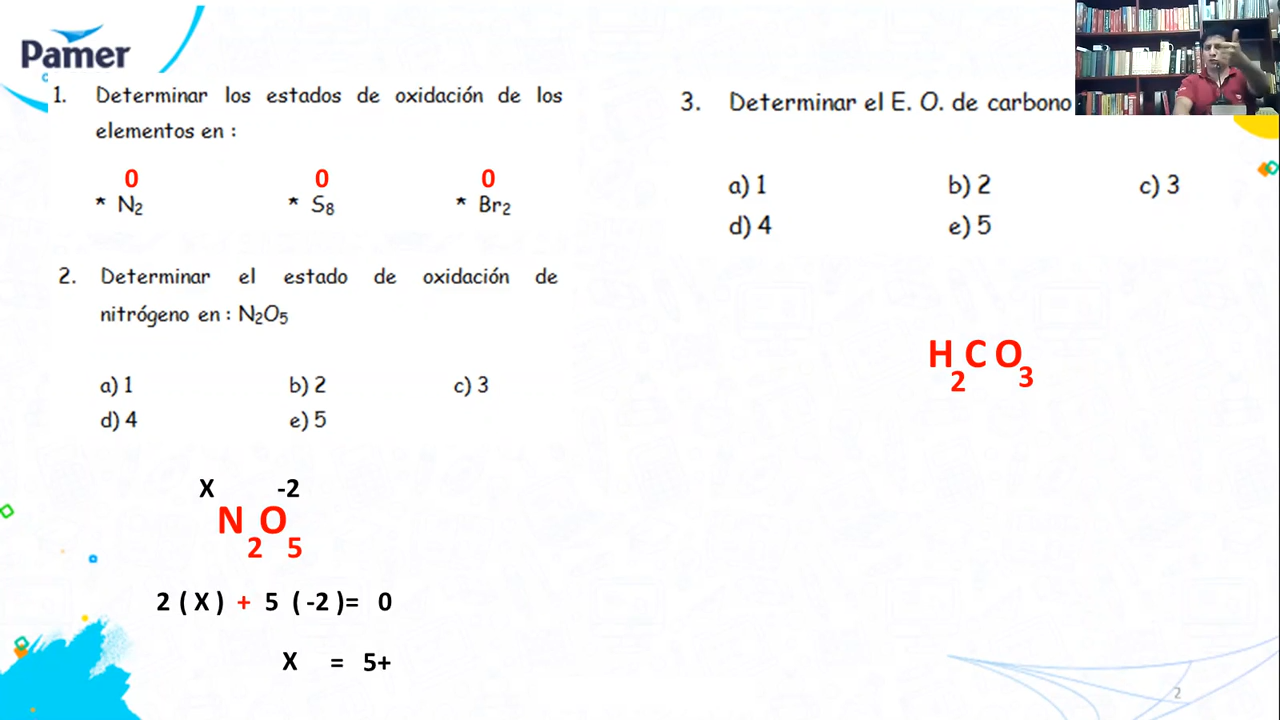 Pamer
1. Determinar los estados de oxidación de los
elementos en :
0 0 0
* N2 * S8 * Br2
2. Determinar el estado de oxidación de
nitrógeno en : N2O5
a) 1 b) 2 c) 3
d) 4 e) 5
X -2
N2O5
2 ( X ) + 5 ( -2 )= 0
X = 5+
3. Determinar el E. O. de carbono
a) 1 b) 2 c) 3
d) 4 e) 5
H2CO3
2